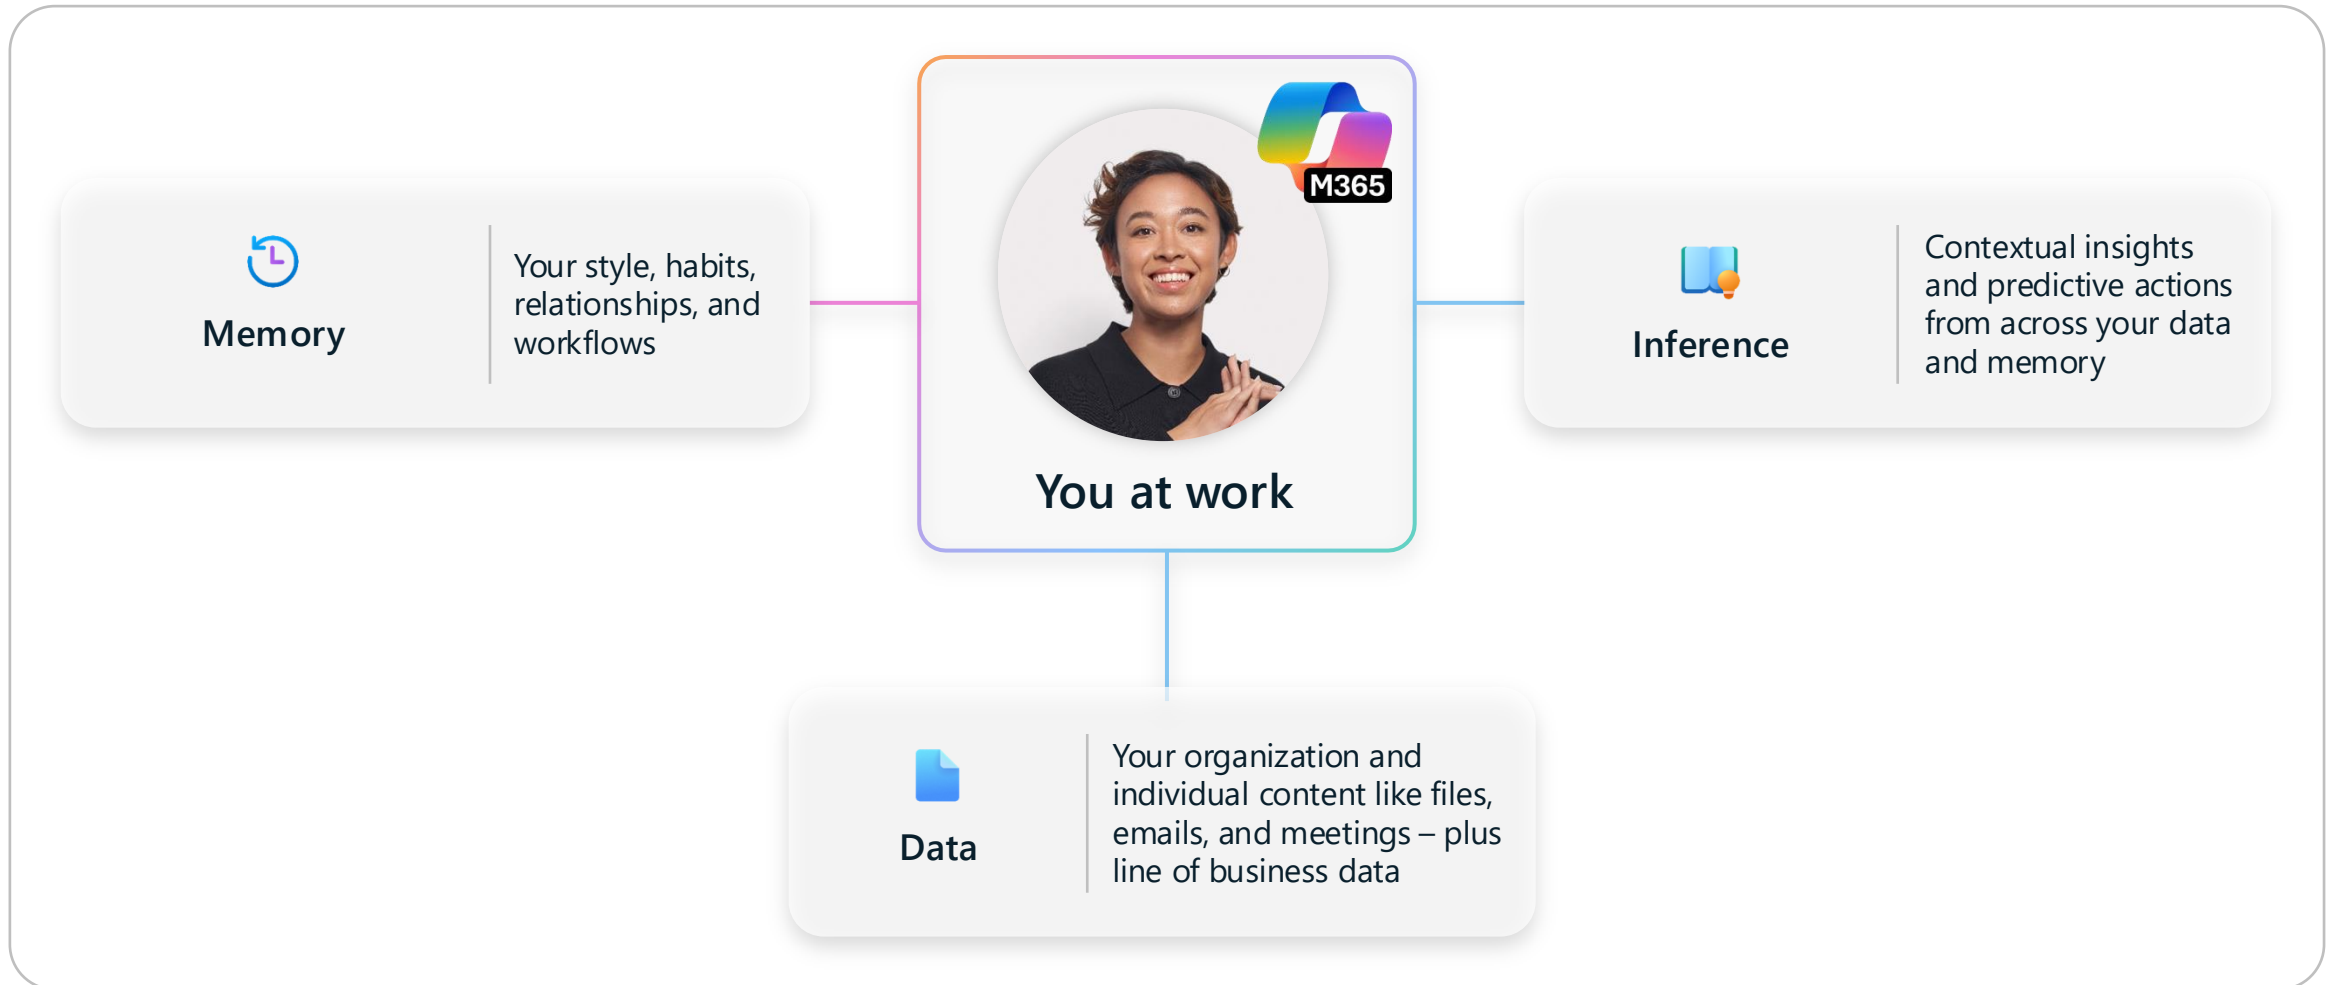 M365
Memory
Your style, habits,
relationships, and
workflows
You at work
Inference
Contextual insights
and predictive actions
from across your data
and memory
Data
Your organization and
individual content like files,
emails, and meetings – plus
line of business data